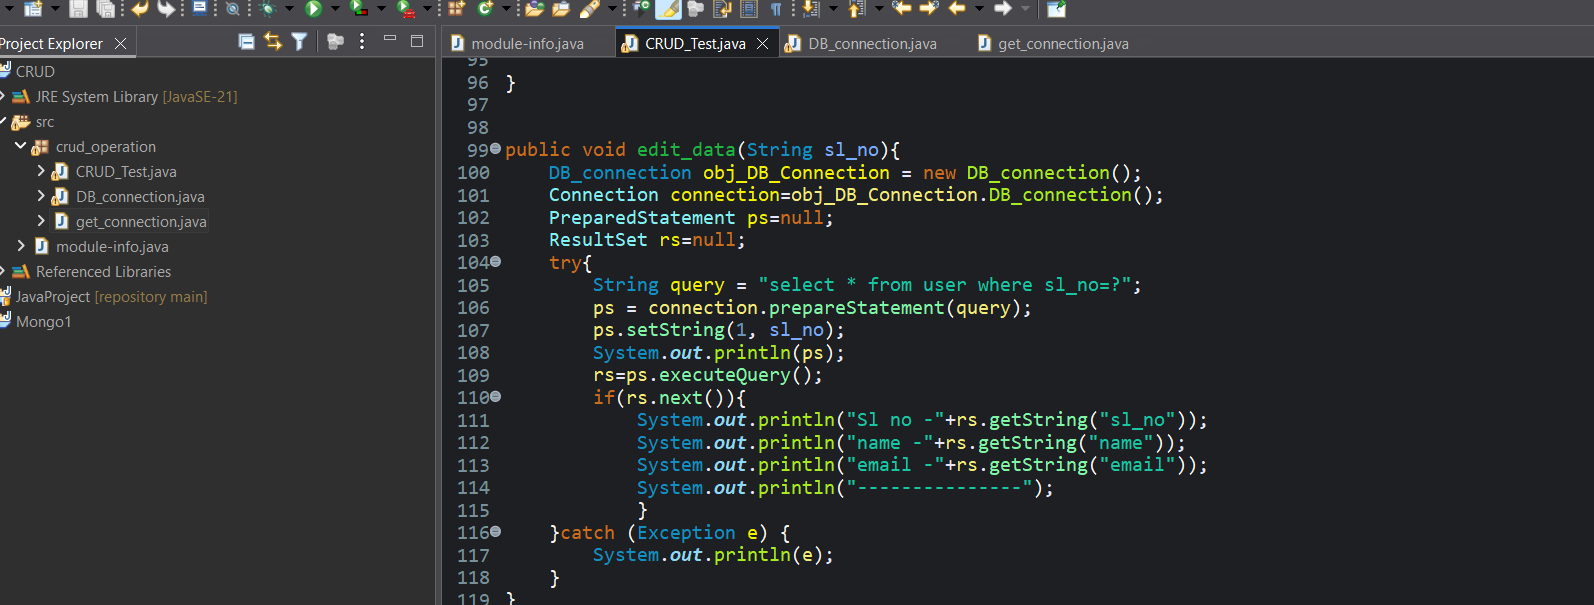 Project Explorer
CRUD
JRE System Library [JavaSE-21]
src
crud_operation
CRUD_Test.java
DB_connection.java
get_connection.java
module-info.java
Referenced Libraries
JavaProject [repository main]
Mongo1
module-info.java
CRUD_Test.java
DB_connection.java
get_connection.java
95
96 }
97
98
99 public void edit_data(String sl_no){
100 DB_connection obj_DB_Connection = new DB_connection();
101 Connection connection=obj_DB_Connection.DB_connection();
102 PreparedStatement ps=null;
103 ResultSet rs=null;
104 try{
105 String query = "select * from user where sl_no=?";
106 ps = connection.prepareStatement(query);
107 ps.setString(1, sl_no);
108 System.out.println(ps);
109 rs=ps.executeQuery();
110 if(rs.next()){
111 System.out.println("Sl no -"+rs.getString("sl_no"));
112 System.out.println("name -"+rs.getString("name"));
113 System.out.println("email -"+rs.getString("email"));
114 System.out.println("---------------");
115 }
116 }catch (Exception e) {
117 System.out.println(e);
118 }
119 }